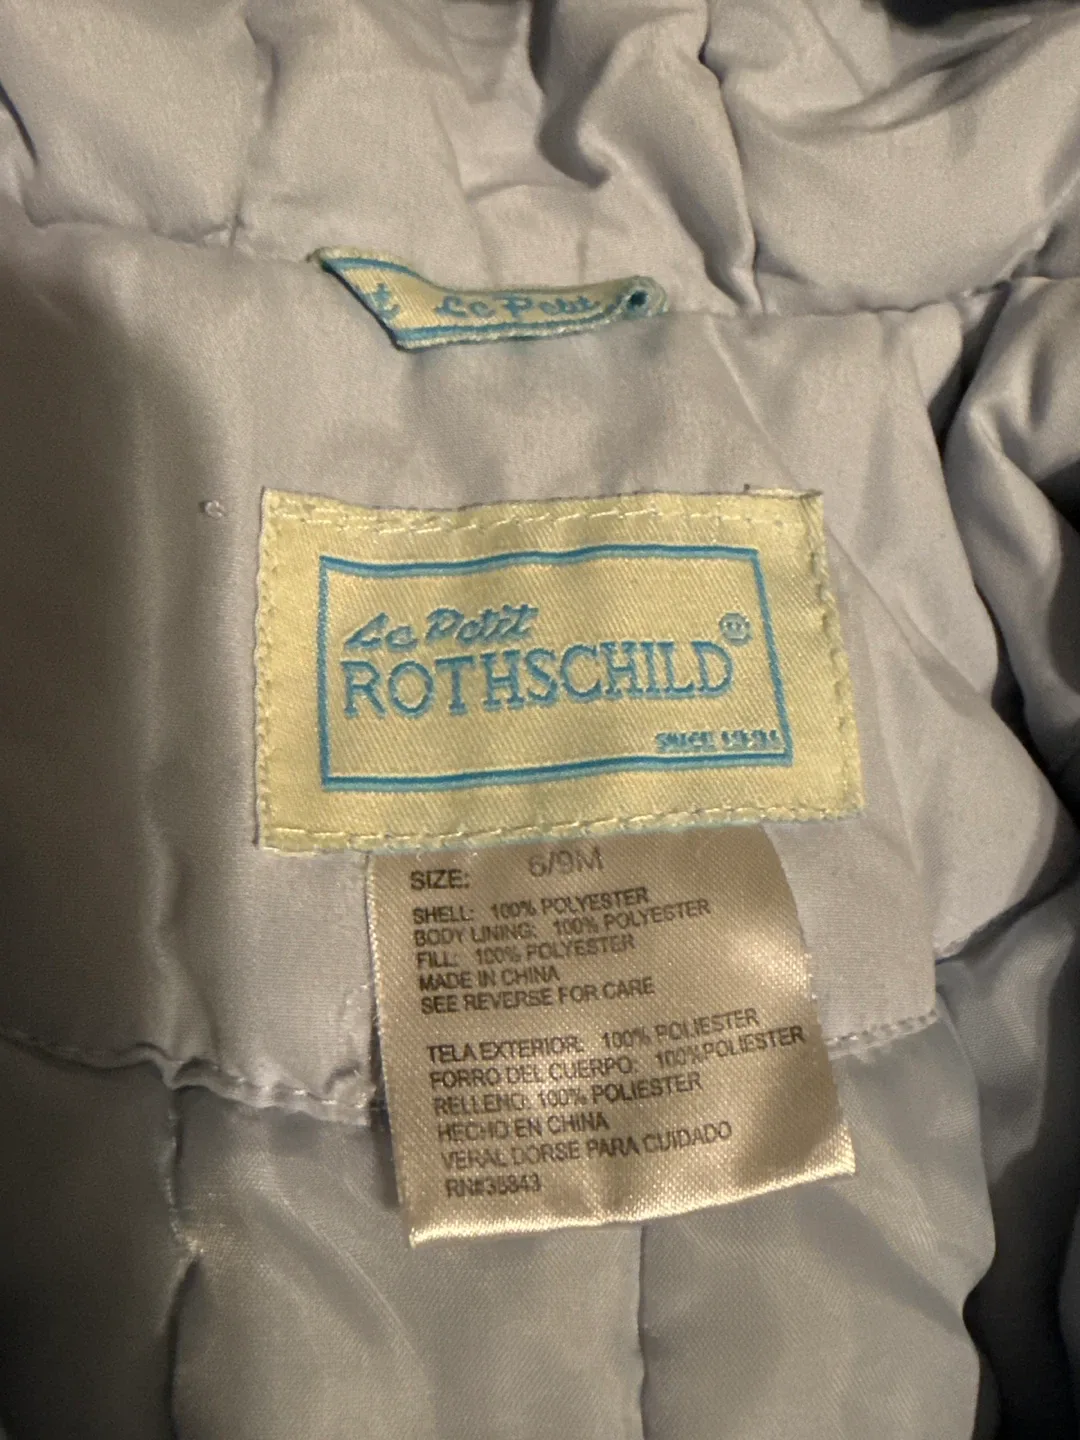 t Le Petit
Le Petit
ROTHSCHILD®
SINCE 1991
SIZE: 6/9M
SHELL: 100% POLYESTER
BODY LINING: 100% POLYESTER
FILL: 100% POLYESTER
MADE IN CHINA
SEE REVERSE FOR CARE
TELA EXTERIOR: 100% POLIESTER
FORRO DEL CUERPO: 100%POLIESTER
RELLENO: 100% POLIESTER
HECHO EN CHINA
VERAL DORSE PARA CUIDADO
RN#35843